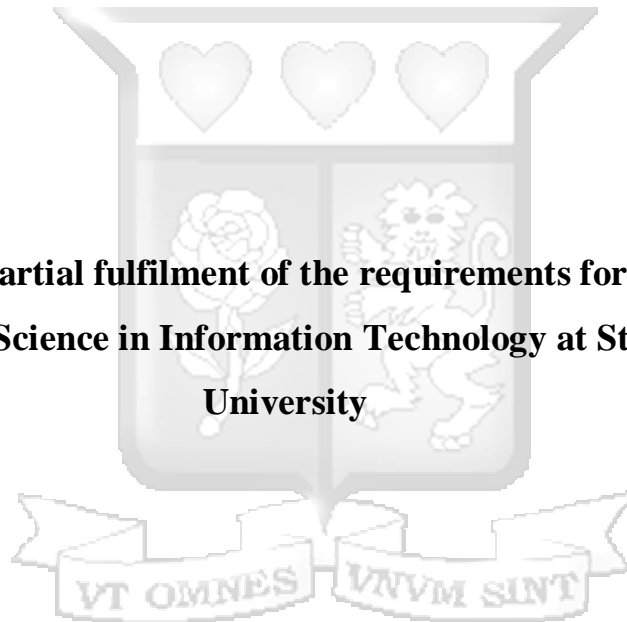 artial fulfilment of the requirements for
Science in Information Technology at St
University
VT OMNES VNVM SINT